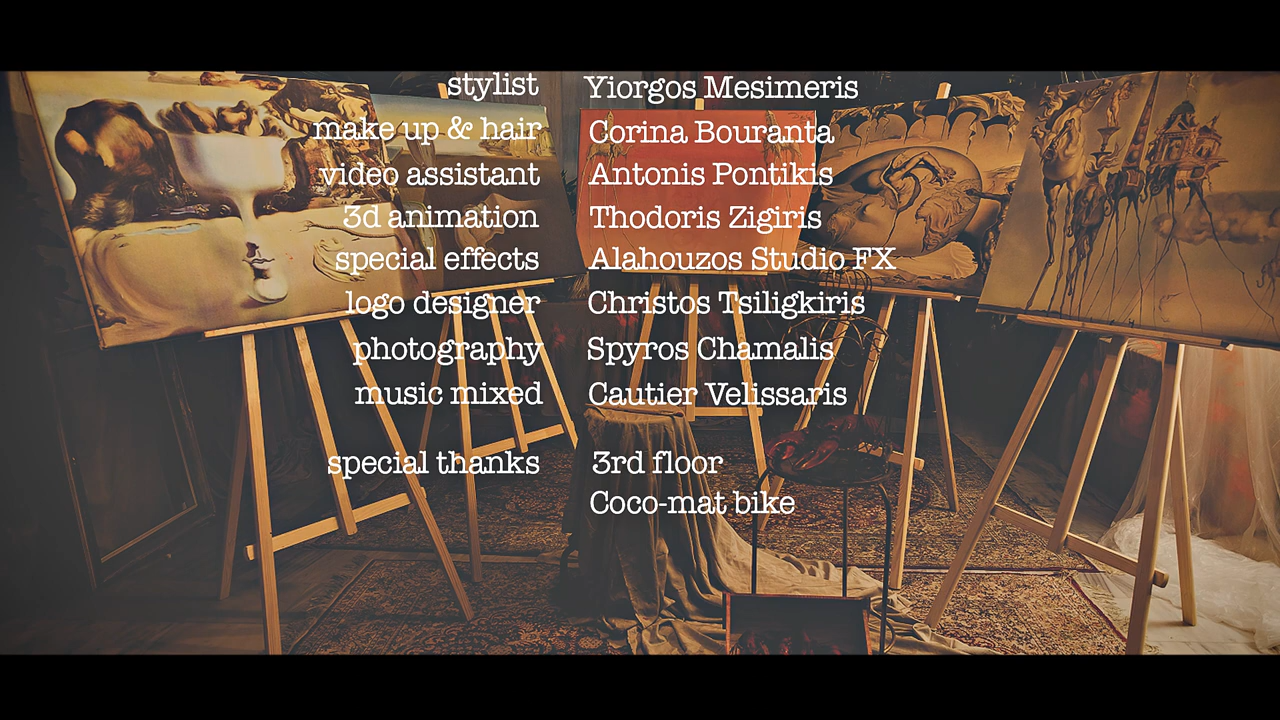 stylist Yiorgos Mesimeris
make up & hair Corina Bouranta
video assistant Antonis Pontikis
3d animation Thodoris Zigiris
special effects Alahouzos Studio FX
logo designer Christos Tsiligkiris
photography Spyros Chamalis
music mixed Cautier Velissaris
special thanks 3rd floor
Coco-mat bike